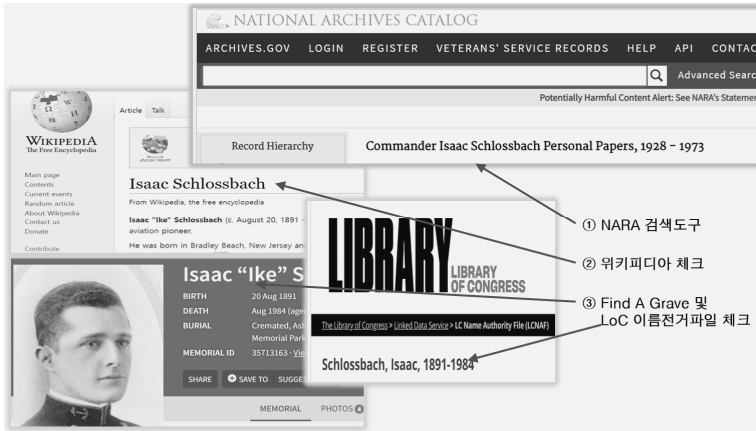 NATIONAL ARCHIVES CATALOG
ARCHIVES.GOV LOGIN REGISTER VETERANS' SERVICE RECORDS HELP API CONTAC
Advanced Searc
Potentially Harmful Content Alert: See NARA's Statemen
Record Hierarchy
Commander Isaac Schlossbach Personal Papers, 1928 – 1973
WIKIPEDIA
The Free Encyclopedia
Main page
Contents
Current events
Random article
About Wikipedia
Contact us
Donate
Contribute
Article Talk
Isaac Schlossbach
From Wikipedia, the free encyclopedia
Isaac "Ike" Schlossbach (c. August 20, 1891 –
aviation pioneer.
He was born in Bradley Beach, New Jersey an
Isaac “Ike” S
BIRTH 20 Aug 1891
DEATH Aug 1984 (age
BURIAL Cremated, Ash
Memorial Park
MEMORIAL ID 35713163 · Vie
SHARE SAVE TO SUGGES
MEMORIAL PHOTOS
LIBRARY
LIBRARY
OF CONGRESS
The Library of Congress > Linked Data Service > LC Name Authority File (LCNAF)
Schlossbach, Isaac, 1891-1984
① NARA 검색도구
② 위키피디아 체크
③ Find A Grave 및
LoC 이름전거파일 체크